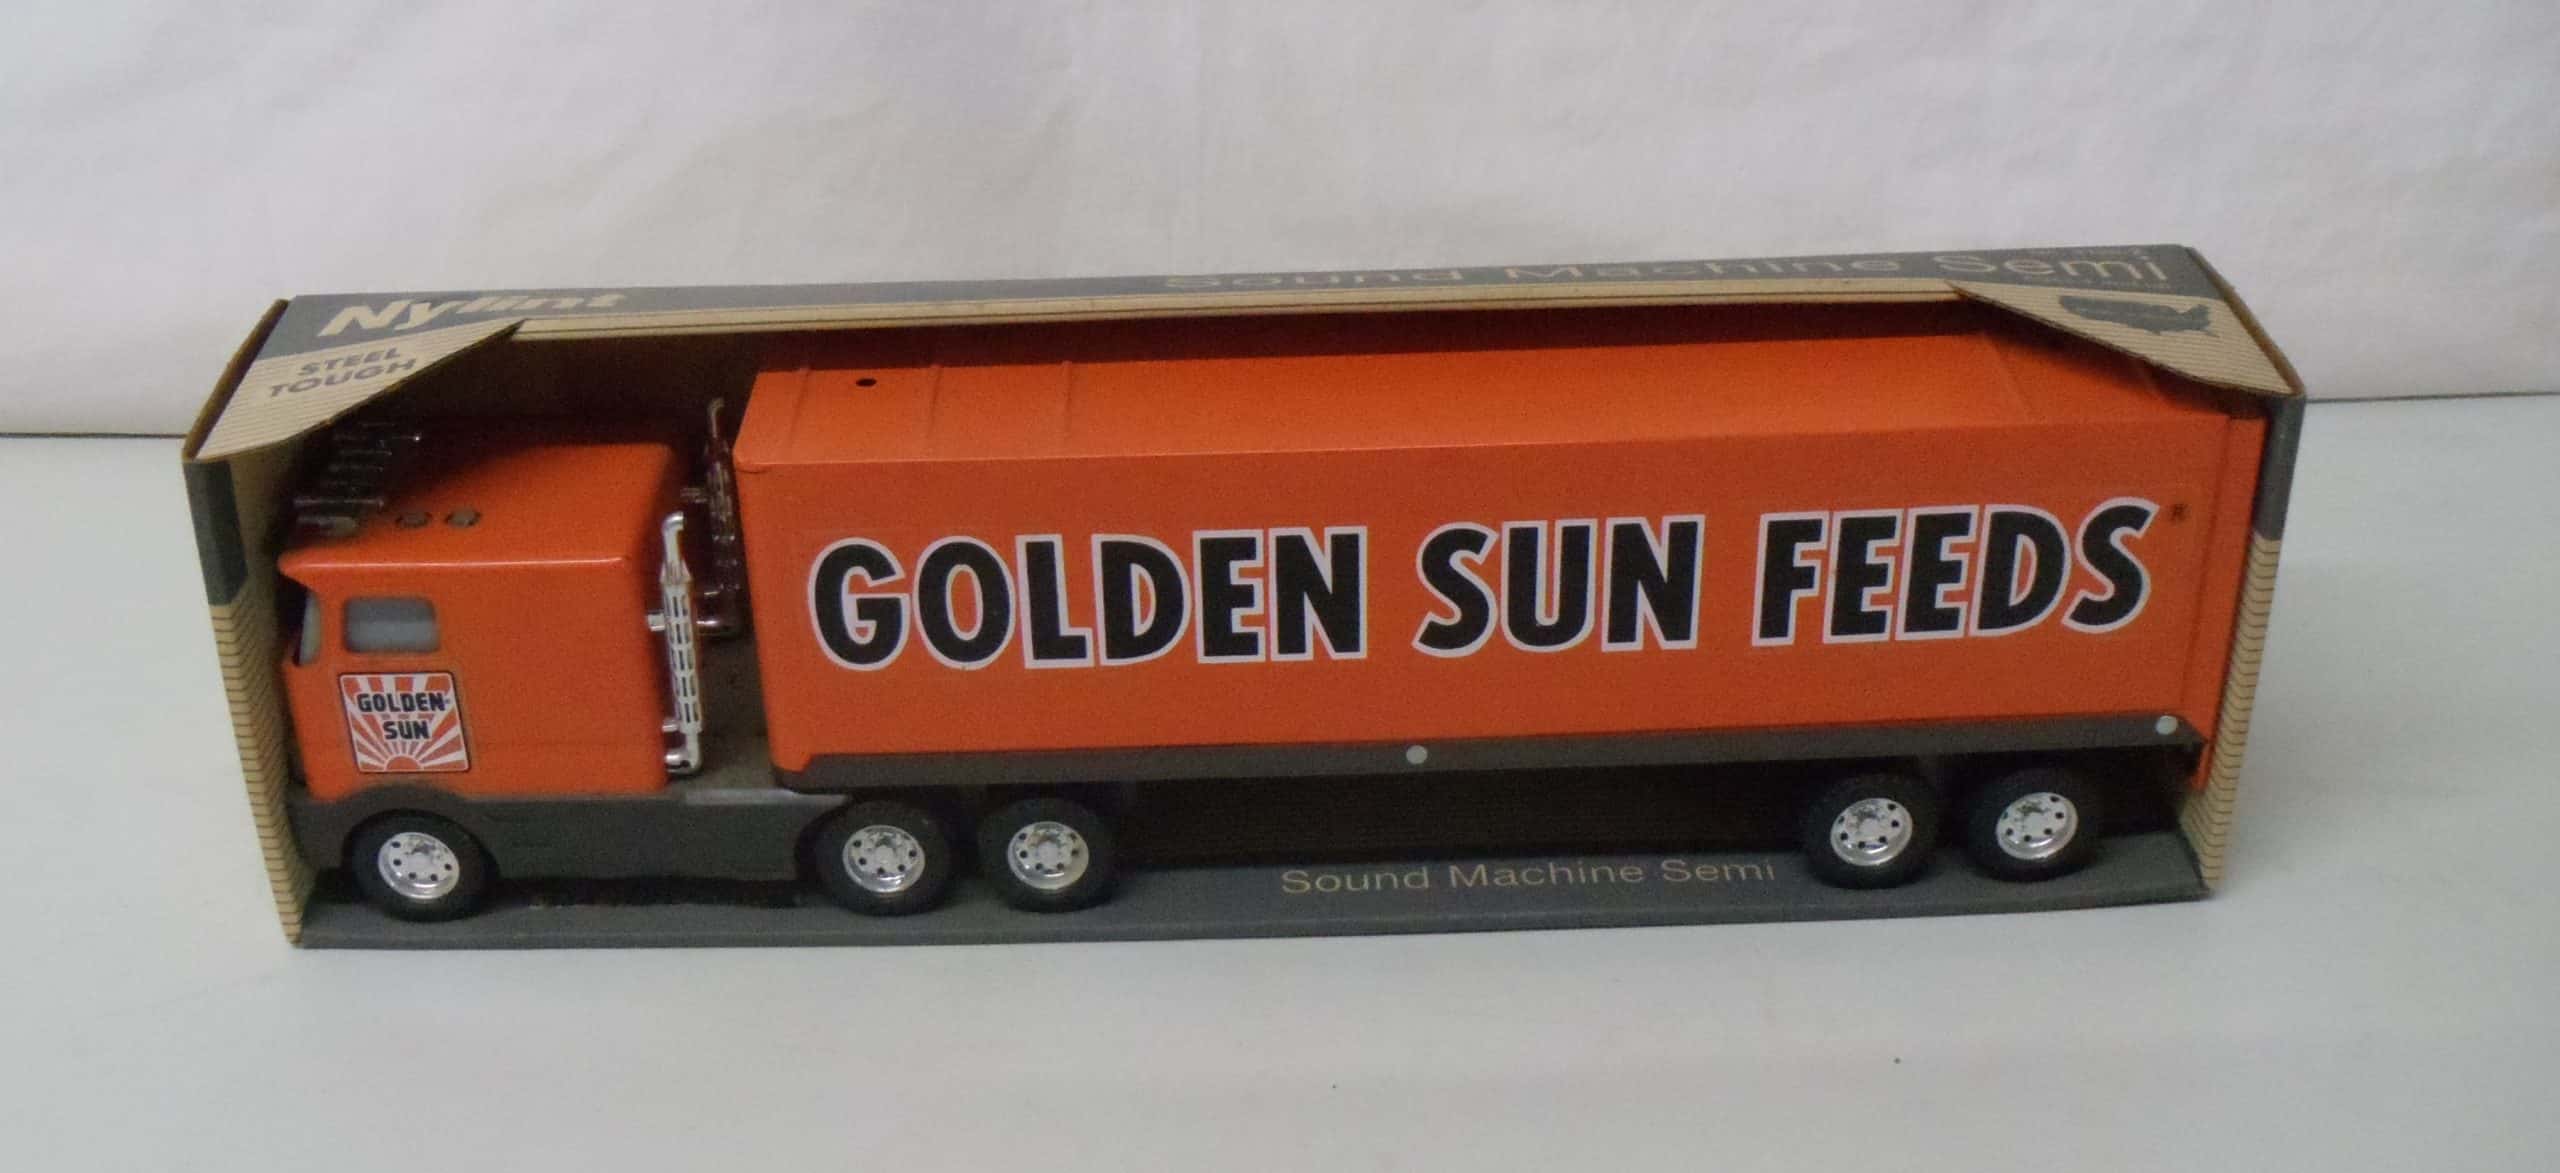 Nylint
Sound Machine Semi
STEEL
TOUGH
GOLDEN SUN FEEDS ®
GOLDEN
SUN
Sound Machine Semi